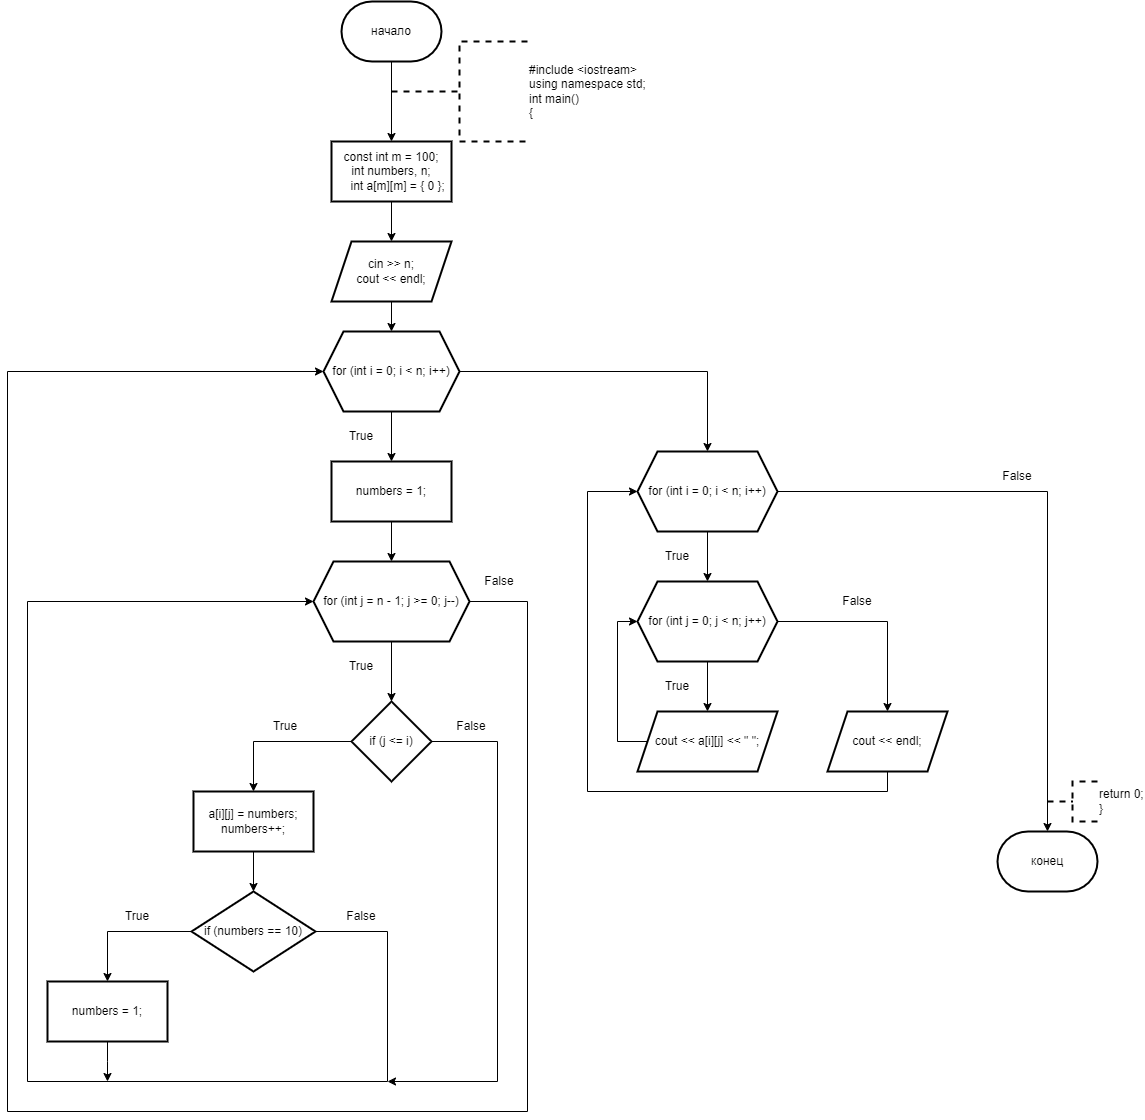 начало
#include <iostream>
using namespace std;
int main()
{
const int m = 100;
int numbers, n;
int a[m][m] = { 0 };
cin >> n;
cout << endl;
for (int i = 0; i < n; i++)
True
numbers = 1;
for (int j = n - 1; j >= 0; j--)
False
True
if (j <= i)
True
False
a[i][j] = numbers;
numbers++;
if (numbers == 10)
True
False
numbers = 1;
for (int i = 0; i < n; i++)
False
True
for (int j = 0; j < n; j++)
False
True
cout << a[i][j] << " ";
cout << endl;
return 0;
}
конец